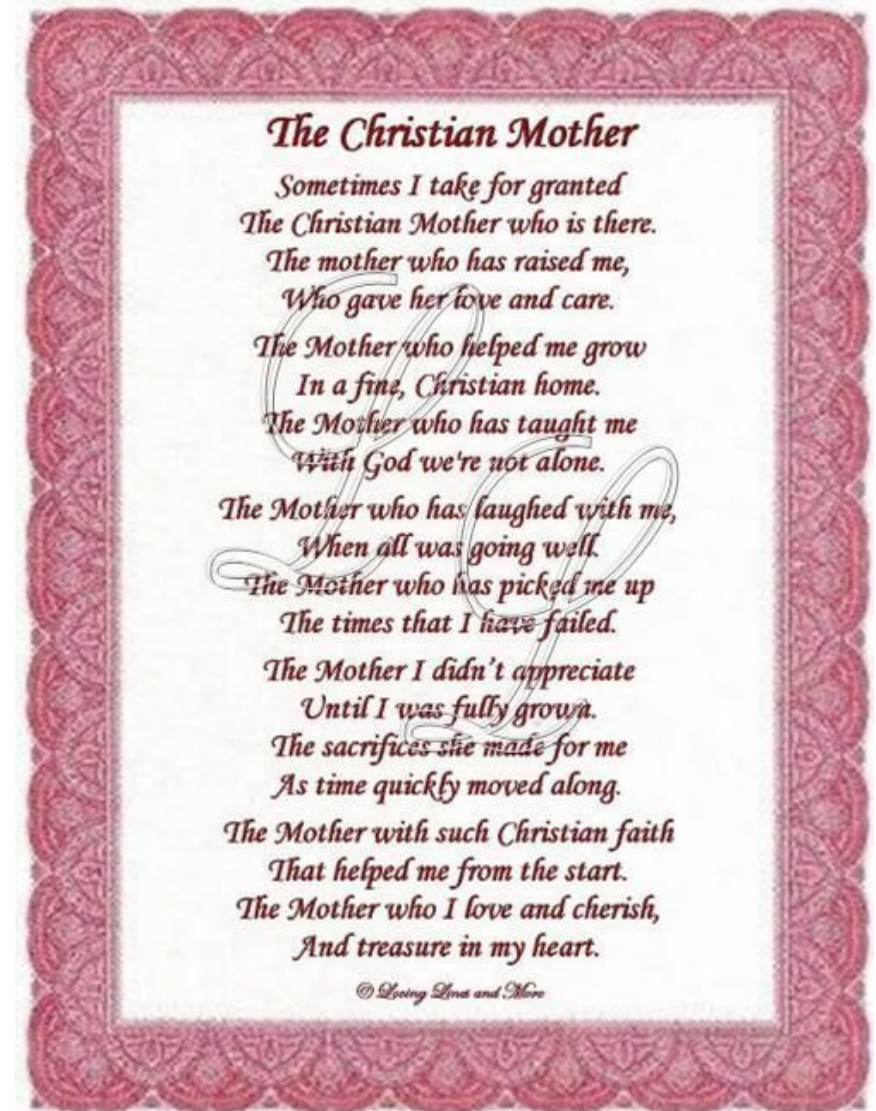 The Christian Mother
Sometimes I take for granted
The Christian Mother who is there.
The mother who has raised me,
Who gave her love and care.
The Mother who helped me grow
In a fine, Christian home.
The Mother who has taught me
With God we're not alone.
The Mother who has laughed with me,
When all was going well.
The Mother who has picked me up
The times that I have failed.
The Mother I didn't appreciate
Until I was fully grown.
The sacrifices she made for me
As time quickly moved along.
The Mother with such Christian faith
That helped me from the start.
The Mother who I love and cherish,
And treasure in my heart.
© Loving Lines and More
LL